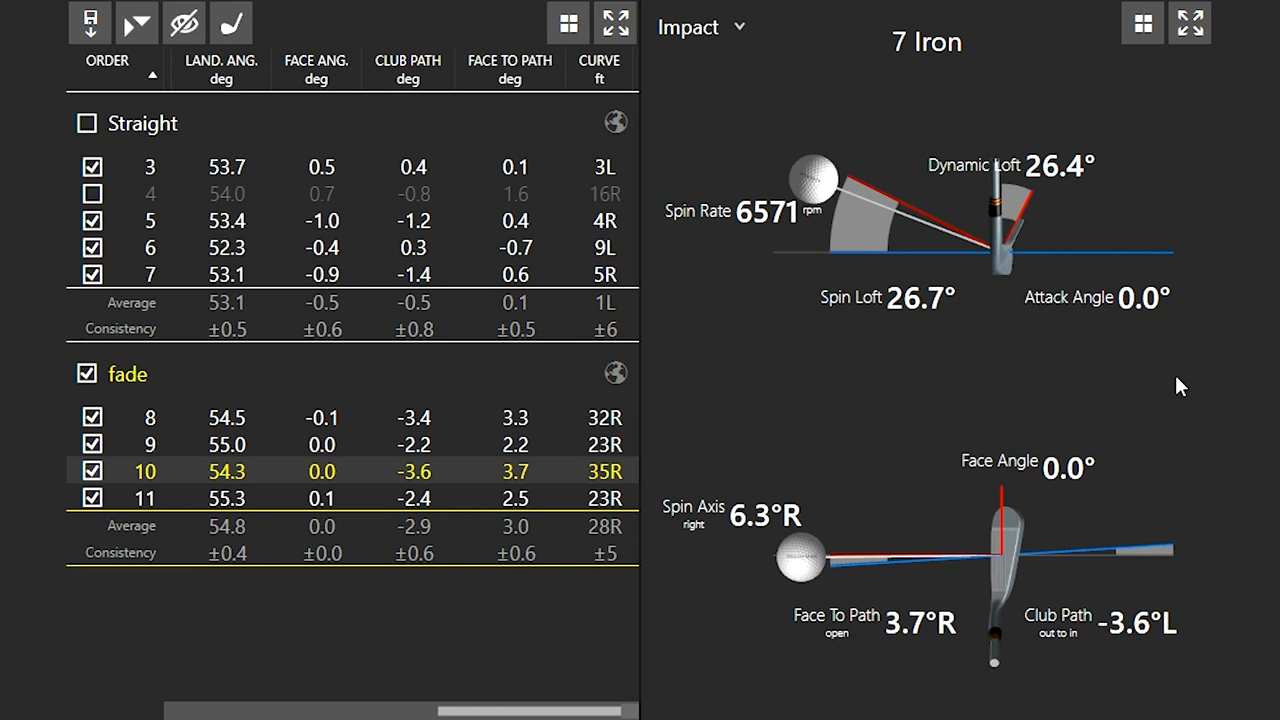 ORDER LAND. ANG. FACE ANG. CLUB PATH FACE TO PATH CURVE
deg deg deg deg ft
Straight
3 53.7 0.5 0.4 0.1 3L
4 54.0 0.7 -0.8 1.6 16R
5 53.4 -1.0 -1.2 0.4 4R
6 52.3 -0.4 0.3 -0.7 9L
7 53.1 -0.9 -1.4 0.6 5R
Average 53.1 -0.5 -0.5 0.1 1L
Consistency ±0.5 ±0.6 ±0.8 ±0.5 ±6
fade
8 54.5 -0.1 -3.4 3.3 32R
9 55.0 0.0 -2.2 2.2 23R
10 54.3 0.0 -3.6 3.7 35R
11 55.3 0.1 -2.4 2.5 23R
Average 54.8 0.0 -2.9 3.0 28R
Consistency ±0.4 ±0.0 ±0.6 ±0.6 ±5
Impact
7 Iron
Dynamic Loft 26.4°
Spin Rate 6571 rpm
Spin Loft 26.7° Attack Angle 0.0°
Face Angle 0.0°
Spin Axis 6.3°R
right
Face To Path 3.7°R Club Path -3.6°L
open out to in